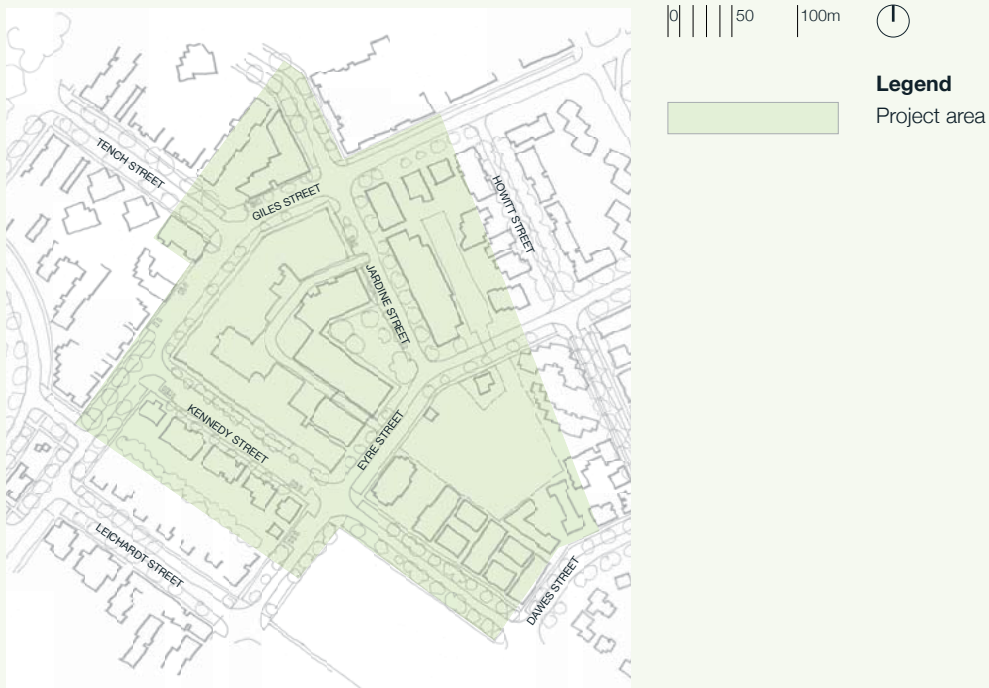 0 50 100m
Legend
Project area
TENCH STREET
GILES STREET
HOWITT STREET
JARDINE STREET
KENNEDY STREET
EYRE STREET
LEICHARDT STREET
DAWES STREET